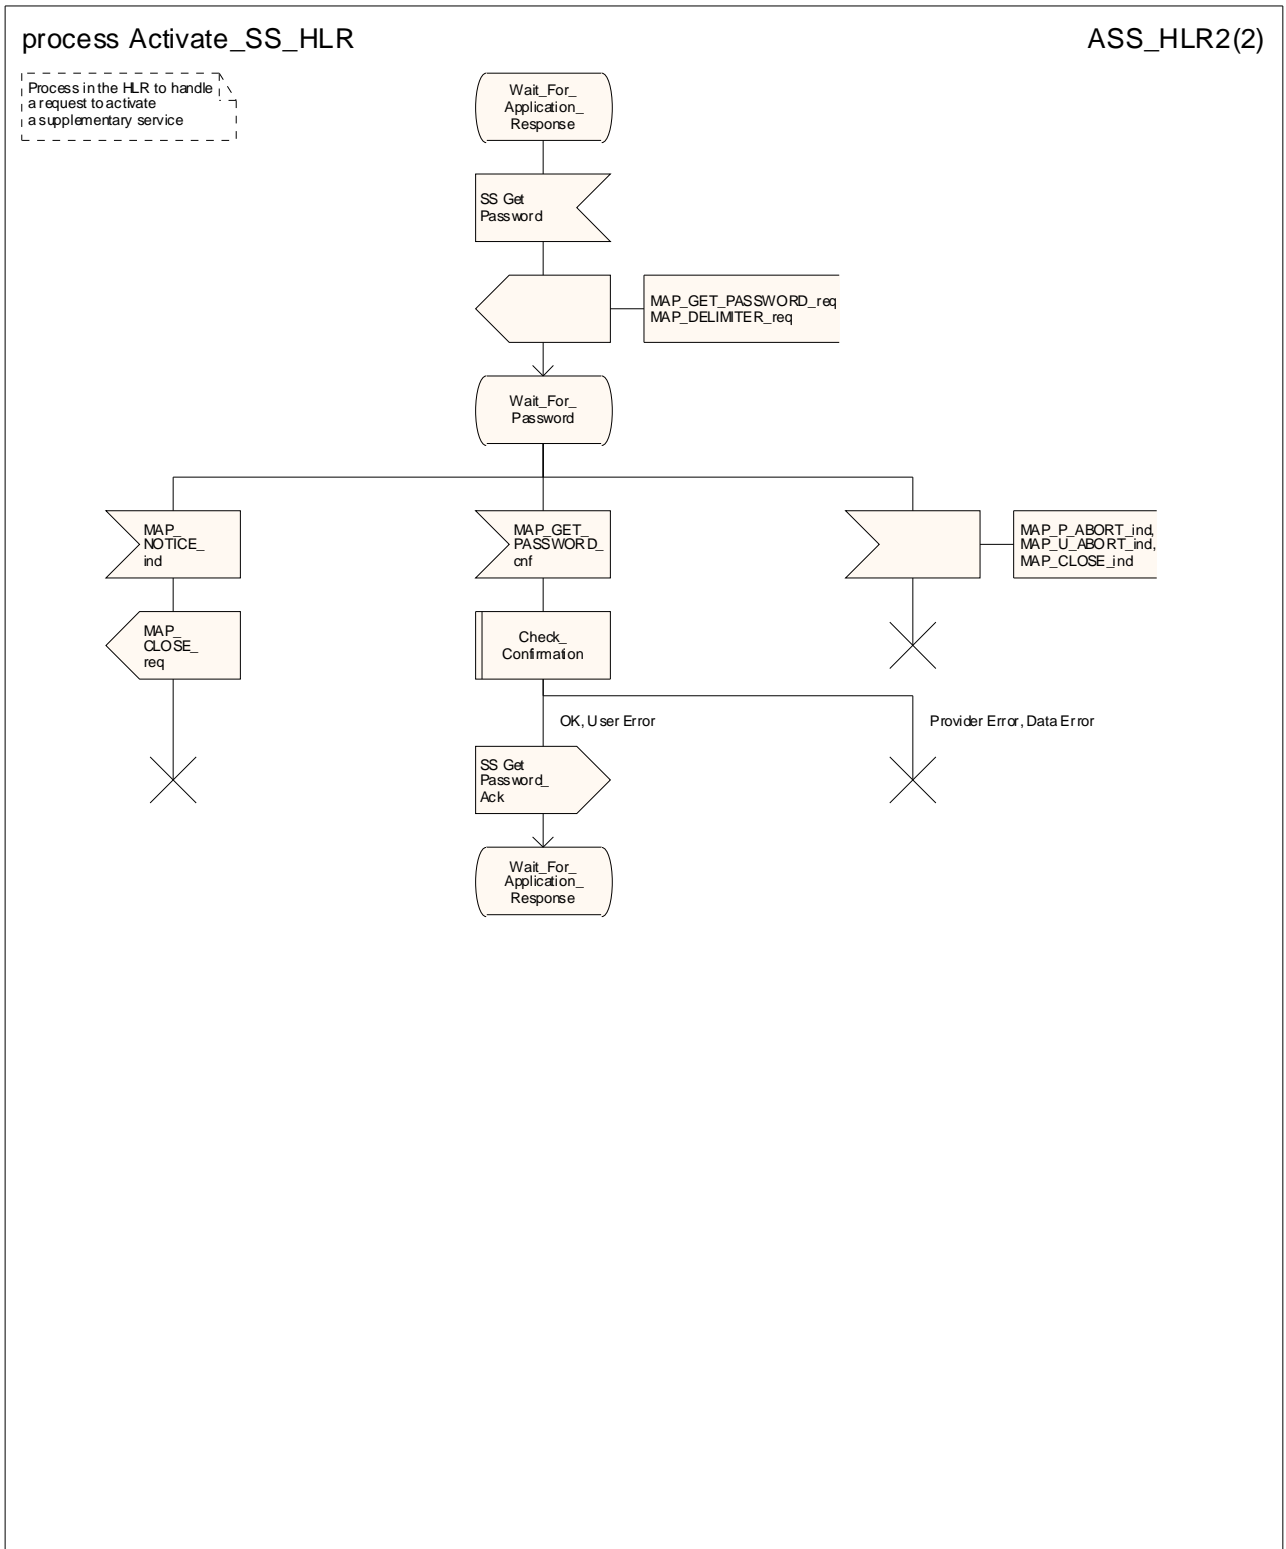 process Activate_SS_HLR
ASS_HLR2(2)
Process in the HLR to handle
a request to activate
a supplementary service
Wait_For_
Application_
Response
SS Get
Password
MAP_GET_PASSWORD_req
MAP_DELIMITER_req
Wait_For_
Password
MAP_
NOTICE_
ind
MAP_GET_
PASSWORD_
cnf
MAP_P_ABORT_ind,
MAP_U_ABORT_ind,
MAP_CLOSE_ind
MAP_
CLOSE_
req
Check_
Confirmation
OK, User Error
Provider Error, Data Error
SS Get
Password_
Ack
Wait_For_
Application_
Response